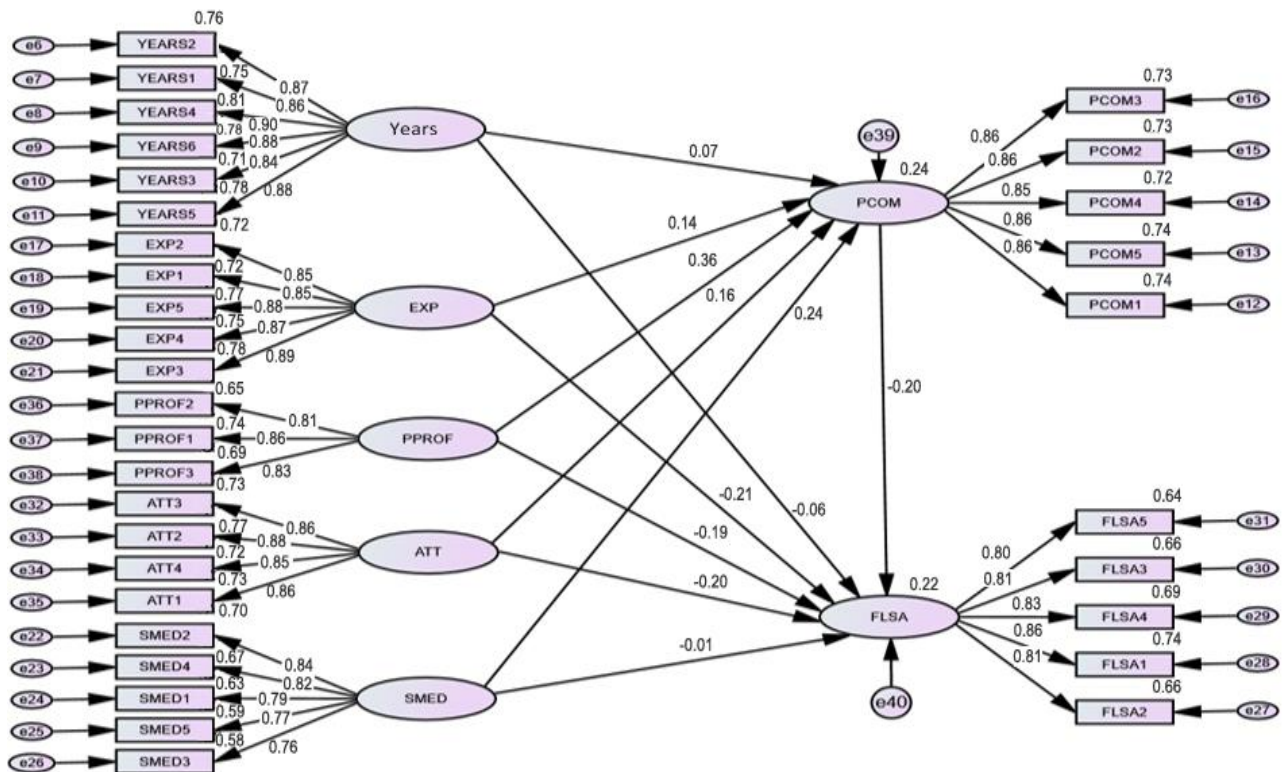 0.76
e6 YEARS2
0.87
e7 0.75 YEARS1
0.86
e8 0.81 YEARS4
0.90
e9 0.78 YEARS6
0.88
e10 0.71 YEARS3
0.84
e11 0.78 YEARS5
0.88
Years
0.72
e17 EXP2
0.85
e18 0.72 EXP1
0.85
e19 0.77 EXP5
0.88
e20 0.75 EXP4
0.87
e21 0.78 EXP3
0.89
EXP
0.65
e36 PPROF2
0.81
e37 0.74 PPROF1
0.86
e38 0.69 PPROF3
0.83
PPROF
0.73
e32 ATT3
0.86
e33 0.77 ATT2
0.88
e34 0.72 ATT4
0.85
e35 0.73 ATT1
0.86
ATT
0.70
e22 SMED2
0.84
e23 0.67 SMED4
0.82
e24 0.63 SMED1
0.79
e25 0.59 SMED5
0.77
e26 0.58 SMED3
0.76
SMED
0.07
0.14
0.36
0.16
0.24
-0.20
-0.21
-0.06
-0.19
-0.20
-0.01
e39
0.24
PCOM
0.73
0.86 PCOM3 e16
0.73
0.86 PCOM2 e15
0.72
0.85 PCOM4 e14
0.74
0.86 PCOM5 e13
0.74
0.86 PCOM1 e12
0.22
FLSA
e40
0.64
0.80 FLSA5 e31
0.66
0.81 FLSA3 e30
0.69
0.83 FLSA4 e29
0.74
0.86 FLSA1 e28
0.66
0.81 FLSA2 e27